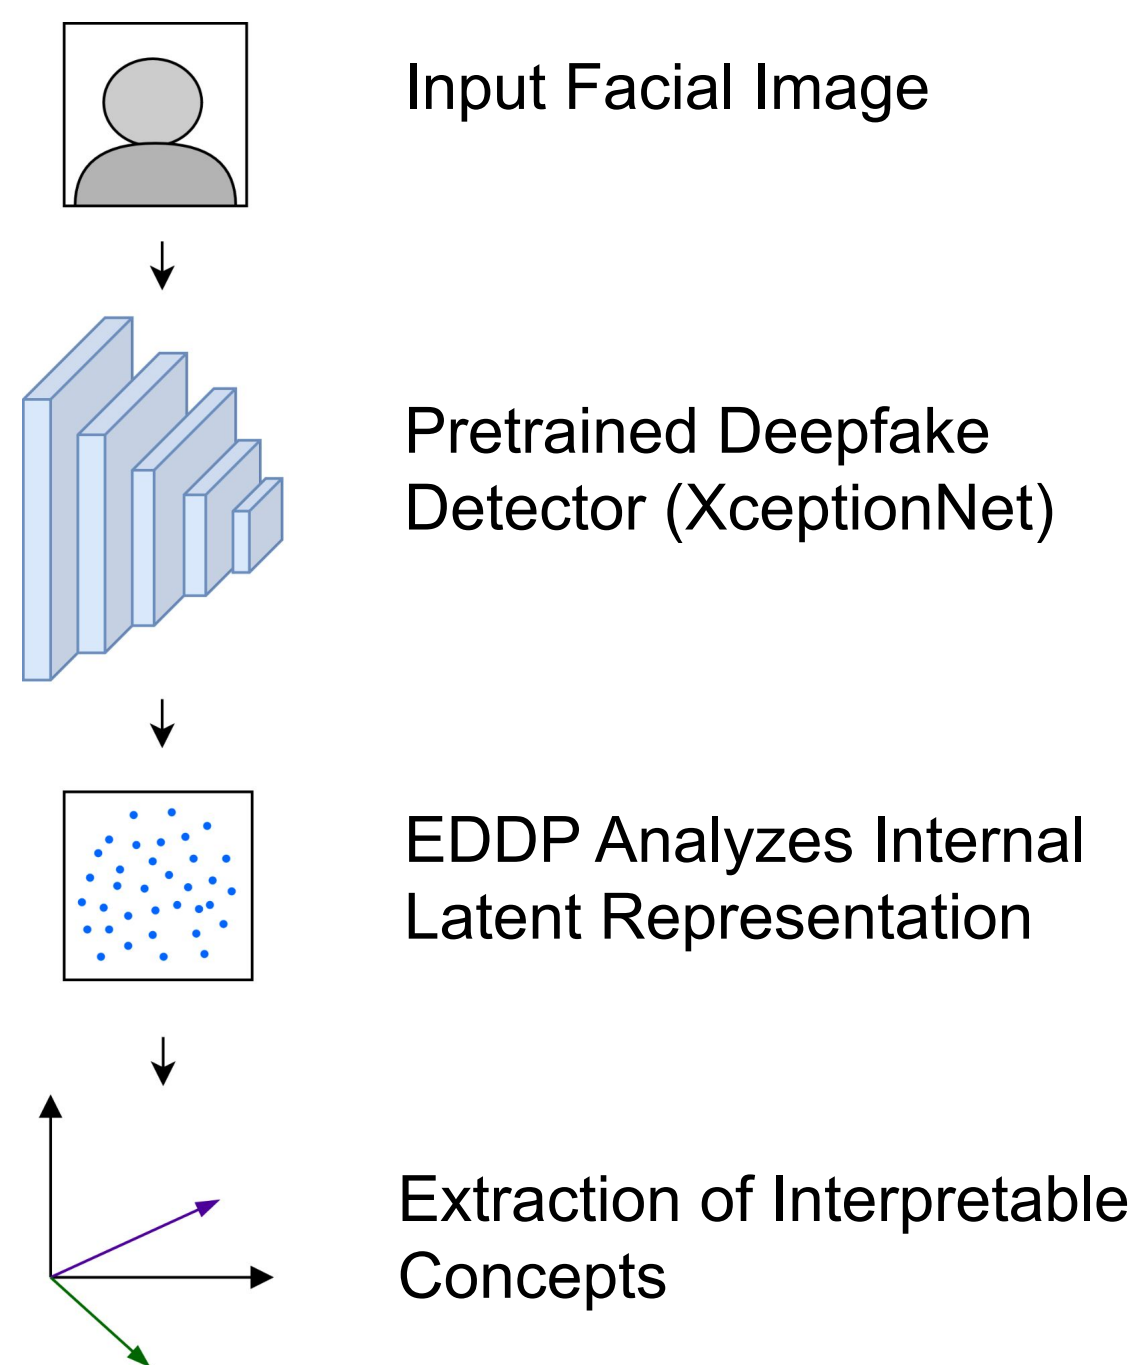 Input Facial Image
Pretrained Deepfake
Detector (XceptionNet)
EDDP Analyzes Internal
Latent Representation
Extraction of Interpretable
Concepts